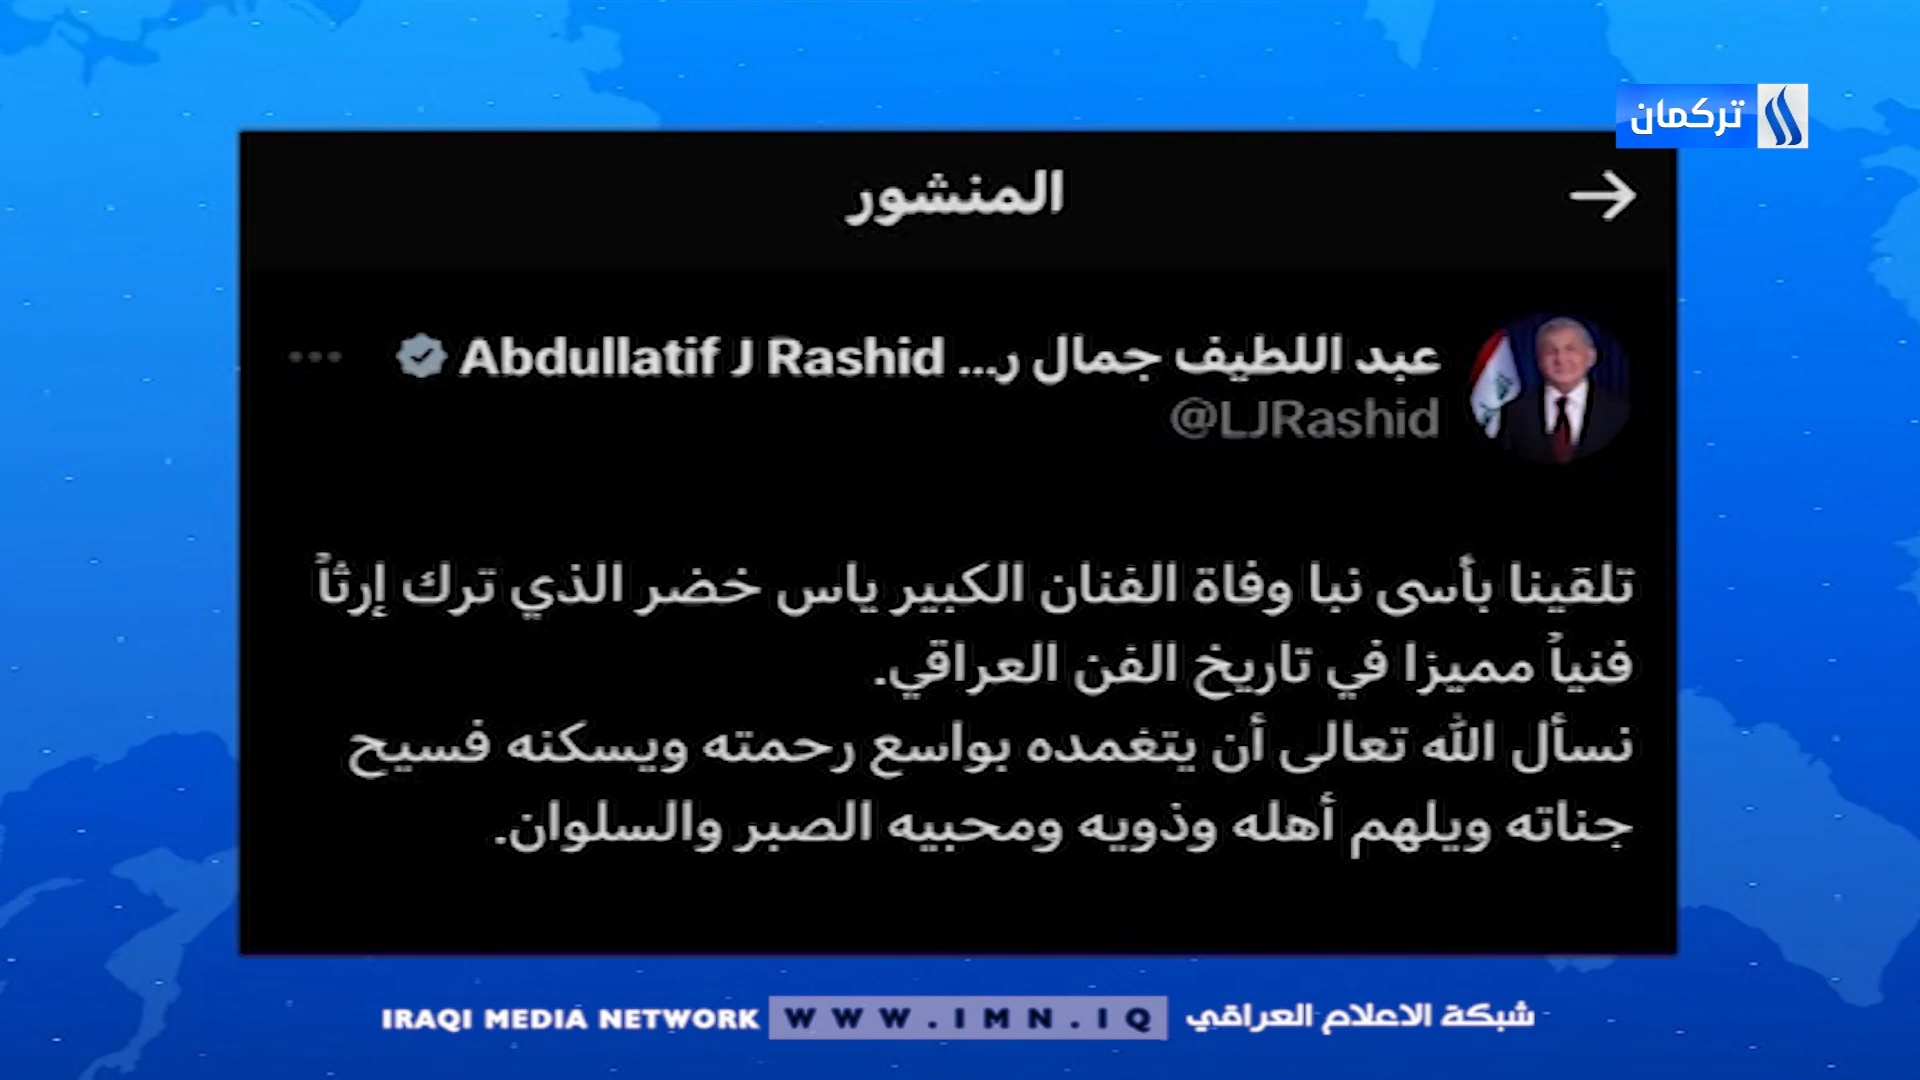 تركمان
المنشور
عبد اللطيف جمال ر... Abdullatif J Rashid
@LJRashid
تلقينا بأسى نبا وفاة الفنان الكبير ياس خضر الذي ترك إرثاً
فنياً مميزا في تاريخ الفن العراقي.
نسأل الله تعالى أن يتغمده بواسع رحمته ويسكنه فسيح
جناته ويلهم أهله وذويه ومحبيه الصبر والسلوان.
IRAQI MEDIA NETWORK WWW.IMN.IQ شبكة الاعلام العراقي